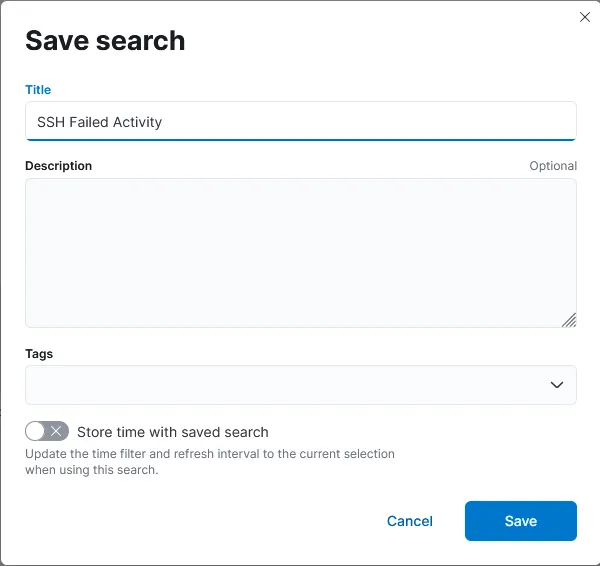 Save search
Title
SSH Failed Activity
Description Optional
Tags
Store time with saved search
Update the time filter and refresh interval to the current selection
when using this search.
Cancel Save